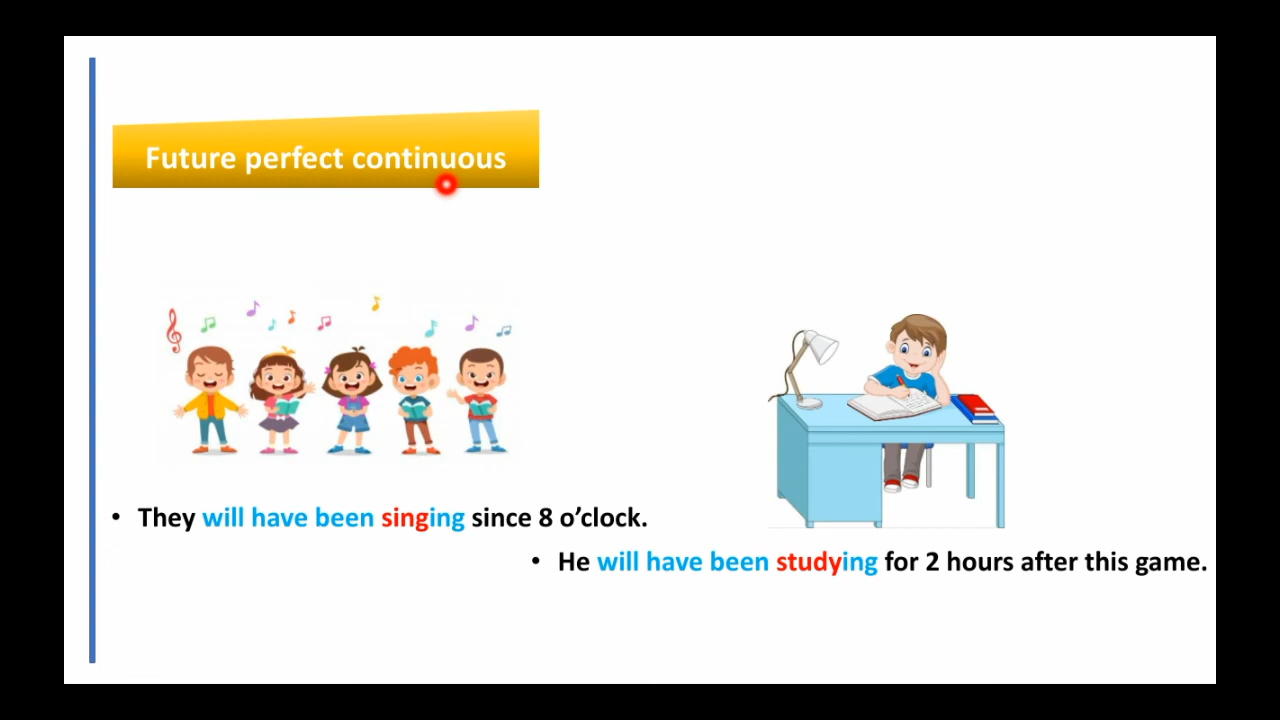 Future perfect continuous
• They will have been singing since 8 o’clock.
• He will have been studying for 2 hours after this game.